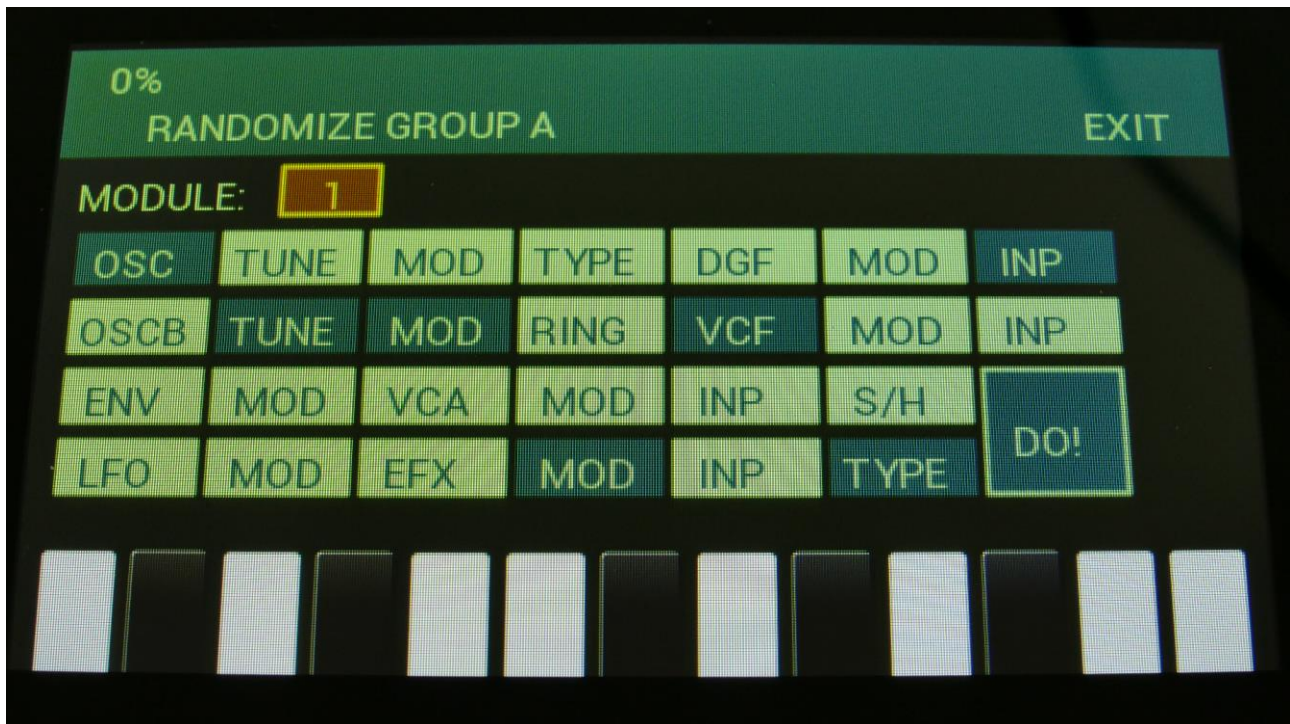 0%
RANDOMIZE GROUP A EXIT
MODULE: 1
OSC TUNE MOD TYPE DGF MOD INP
OSCB TUNE MOD RING VCF MOD INP
ENV MOD VCA MOD INP S/H
DO!
LFO MOD EFX MOD INP TYPE